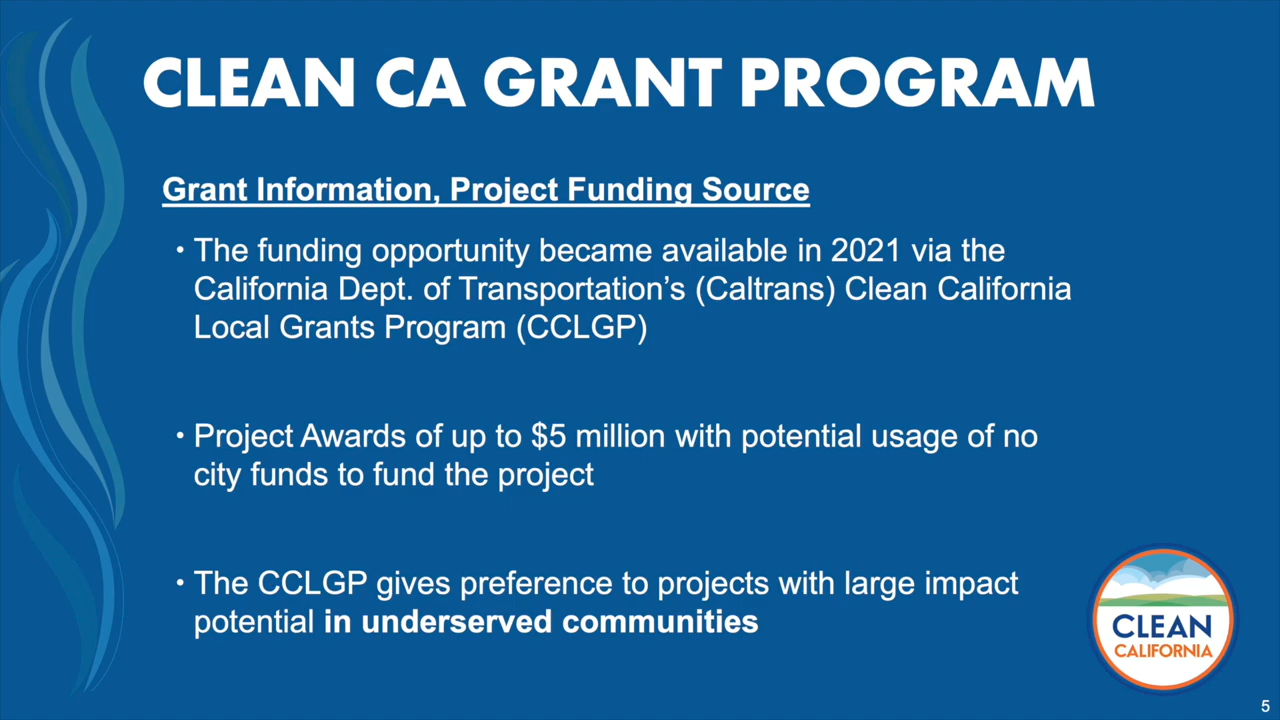 CLEAN CA GRANT PROGRAM
Grant Information, Project Funding Source
• The funding opportunity became available in 2021 via the
California Dept. of Transportation’s (Caltrans) Clean California
Local Grants Program (CCLGP)
• Project Awards of up to $5 million with potential usage of no
city funds to fund the project
• The CCLGP gives preference to projects with large impact
potential in underserved communities
CLEAN
CALIFORNIA
5